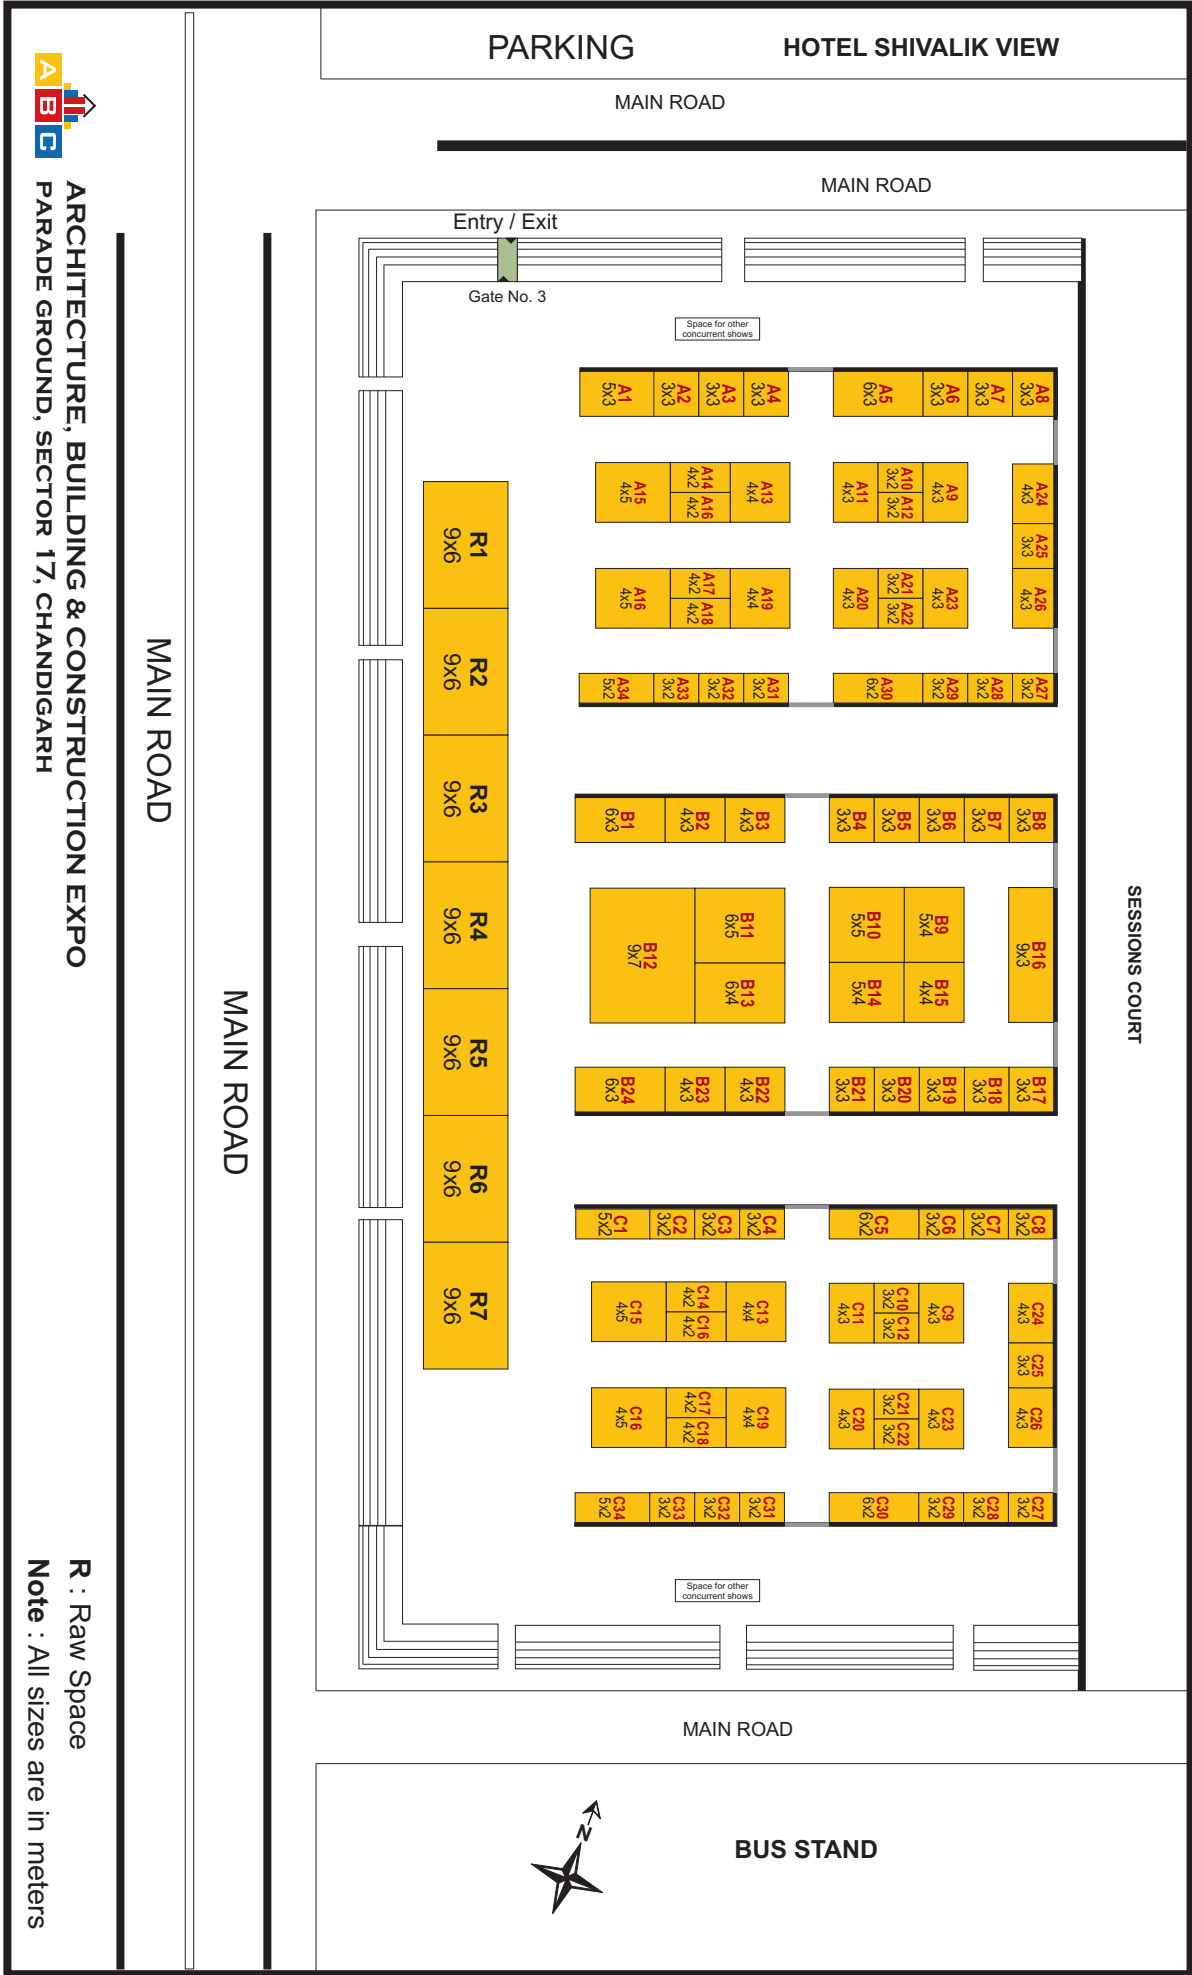 PARKING
HOTEL SHIVALIK VIEW
MAIN ROAD
MAIN ROAD
Entry / Exit
Gate No. 3
Space for other
concurrent shows
A1
5x3
A2
3x3
A3
3x3
A4
3x3
A5
6x3
A6
3x3
A7
3x3
A8
3x3
A15
4x5
A14
4x2
A16
4x2
A13
4x4
A11
4x3
A10
3x2
A12
3x2
A9
4x3
A24
4x3
A25
3x3
A26
4x3
A16
4x5
A17
4x2
A18
4x2
A19
4x4
A20
4x3
A21
3x2
A22
3x2
A23
4x3
A34
5x2
A33
3x2
A32
3x2
A31
3x2
A30
6x2
A29
3x2
A28
3x2
A27
3x2
B1
6x3
B2
4x3
B3
4x3
B4
3x3
B5
3x3
B6
3x3
B7
3x3
B8
3x3
B12
9x7
B11
6x5
B13
6x4
B10
5x5
B9
5x4
B14
5x4
B15
4x4
B16
9x3
B24
6x3
B23
4x3
B22
4x3
B21
3x3
B20
3x3
B19
3x3
B18
3x3
B17
3x3
C1
5x2
C2
3x2
C3
3x2
C4
3x2
C5
6x2
C6
3x2
C7
3x2
C8
3x2
C15
4x5
C14
4x2
C16
4x2
C13
4x4
C11
4x3
C10
3x2
C12
3x2
C9
4x3
C24
4x3
C25
3x3
C26
4x3
C16
4x5
C17
4x2
C18
4x2
C19
4x4
C20
4x3
C21
3x2
C22
3x2
C23
4x3
C34
5x2
C33
3x2
C32
3x2
C31
3x2
C30
6x2
C29
3x2
C28
3x2
C27
3x2
R1
9x6
R2
9x6
R3
9x6
R4
9x6
R5
9x6
R6
9x6
R7
9x6
SESSIONS COURT
Space for other
concurrent shows
MAIN ROAD
BUS STAND
N
MAIN ROAD
MAIN ROAD
A B C
ARCHITECTURE, BUILDING & CONSTRUCTION EXPO
PARADE GROUND, SECTOR 17, CHANDIGARH
R : Raw Space
Note : All sizes are in meters